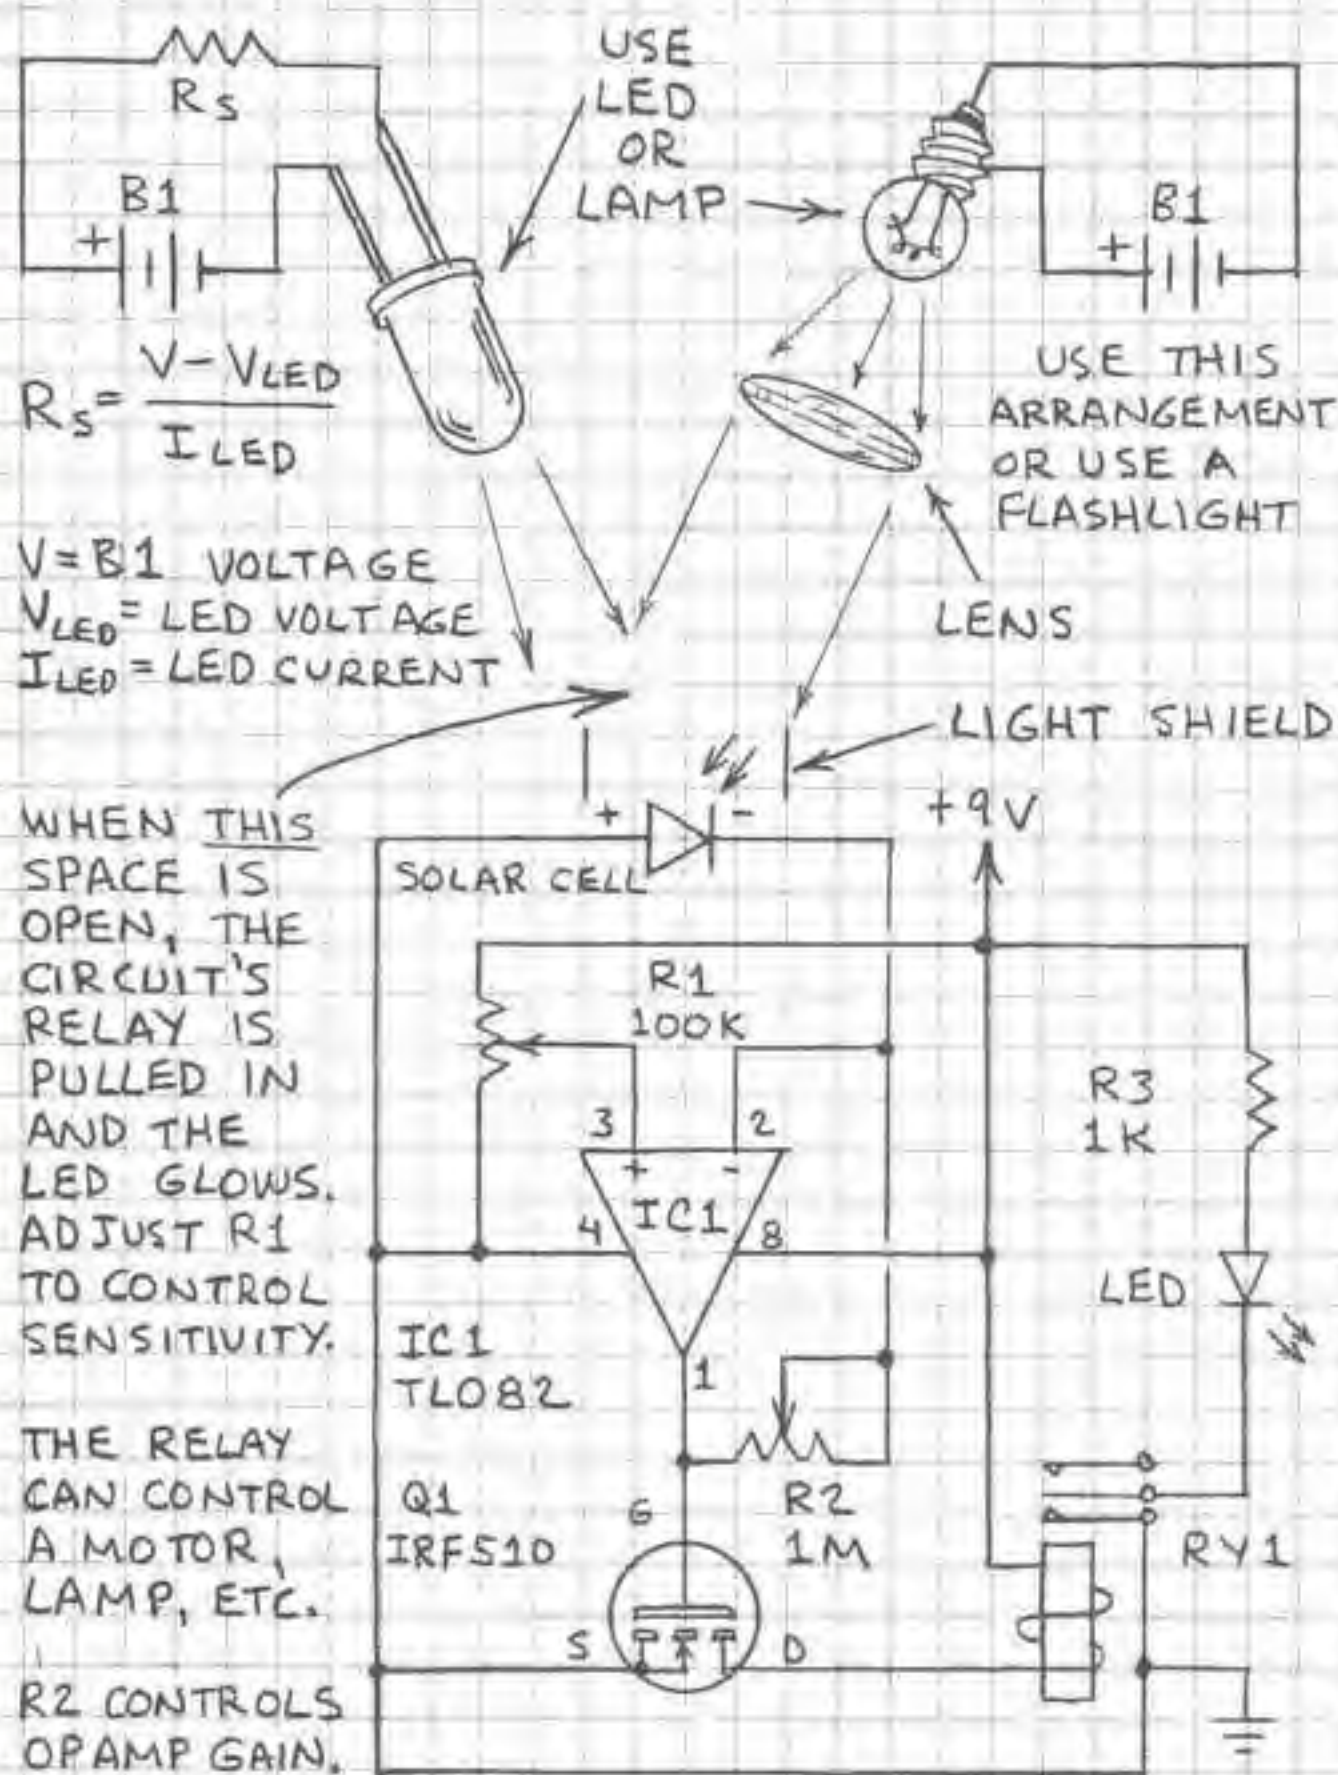 USE
LED
OR
LAMP
RS
B1
+
B1
+
RS = V - VLED / ILED
USE THIS
ARRANGEMENT
OR USE A
FLASHLIGHT
V = B1 VOLTAGE
VLED = LED VOLTAGE
ILED = LED CURRENT
LENS
LIGHT SHIELD
WHEN THIS
SPACE IS
OPEN, THE
CIRCUIT'S
RELAY IS
PULLED IN
AND THE
LED GLOWS.
ADJUST R1
TO CONTROL
SENSITIVITY.
THE RELAY
CAN CONTROL
A MOTOR,
LAMP, ETC.
R2 CONTROLS
OP AMP GAIN.
+ -
SOLAR CELL
+9V
R1
100K
3 2
+ -
IC1
4 8
1
IC1
TL082
R3
1K
LED
Q1
IRF510
G
S D
R2
1M
RY1